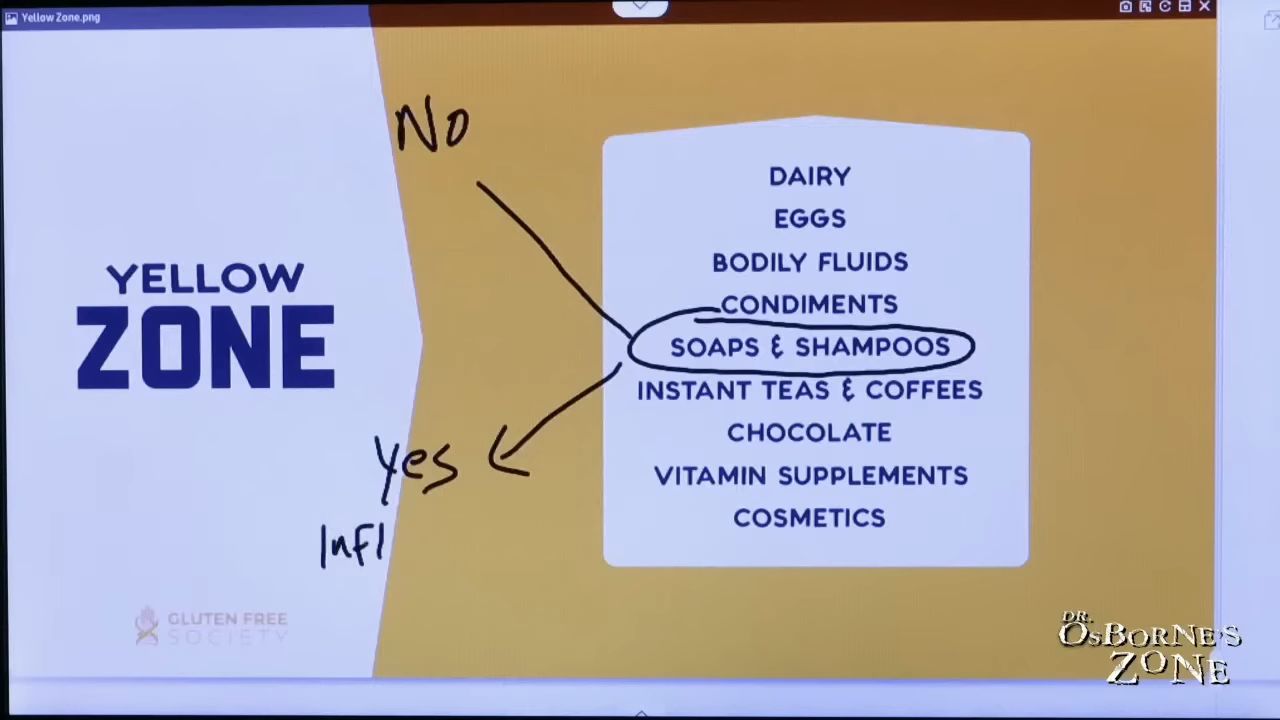 Yellow Zone.png
No
YELLOW
ZONE
DAIRY
EGGS
BODILY FLUIDS
CONDIMENTS
SOAPS & SHAMPOOS
INSTANT TEAS & COFFEES
CHOCOLATE
VITAMIN SUPPLEMENTS
COSMETICS
Yes
Infl
GLUTEN FREE
SOCIETY
DR.
OSBORNE'S
ZONE